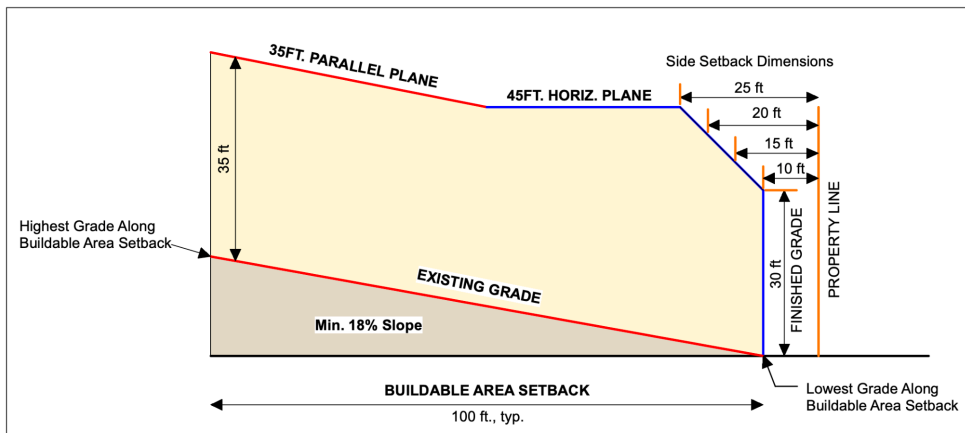 35FT. PARALLEL PLANE
45FT. HORIZ. PLANE
Side Setback Dimensions
25 ft
20 ft
15 ft
10 ft
35 ft
Highest Grade Along
Buildable Area Setback
EXISTING GRADE
Min. 18% Slope
30 ft
FINISHED GRADE
PROPERTY LINE
BUILDABLE AREA SETBACK
100 ft., typ.
Lowest Grade Along
Buildable Area Setback